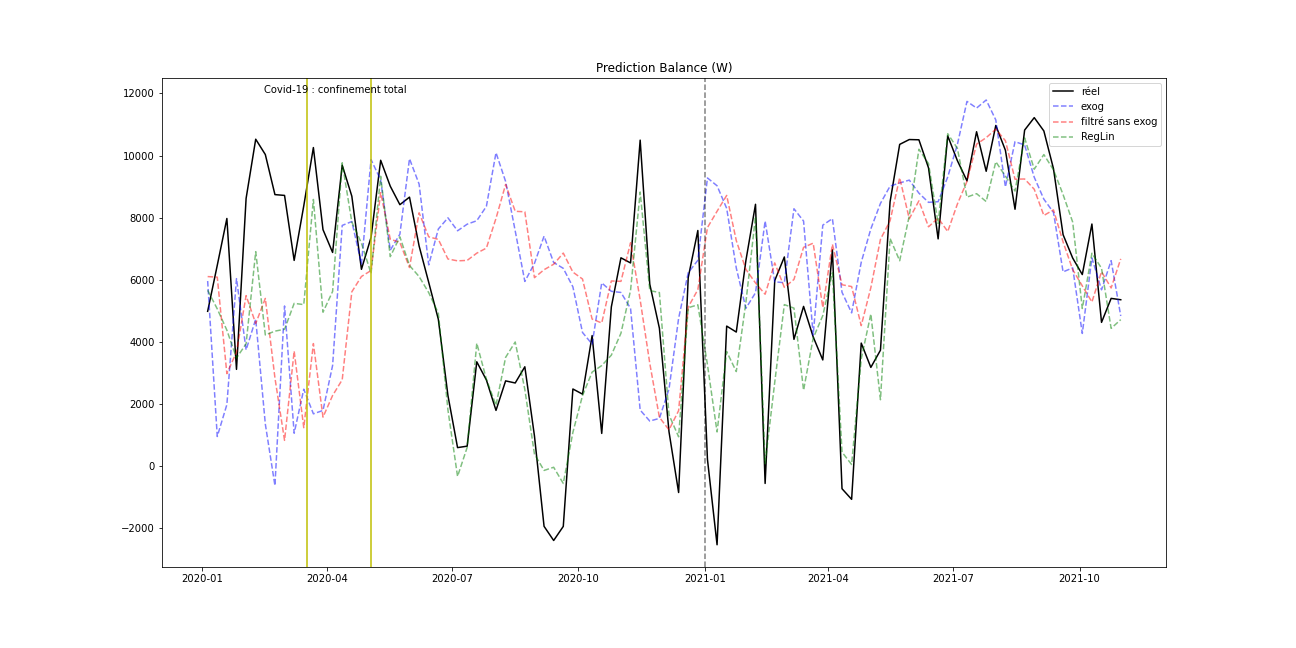 Prediction Balance (W)
Covid-19 : confinement total
réel
exog
filtré sans exog
RegLin
12000
10000
8000
6000
4000
2000
0
−2000
2020-01
2020-04
2020-07
2020-10
2021-01
2021-04
2021-07
2021-10